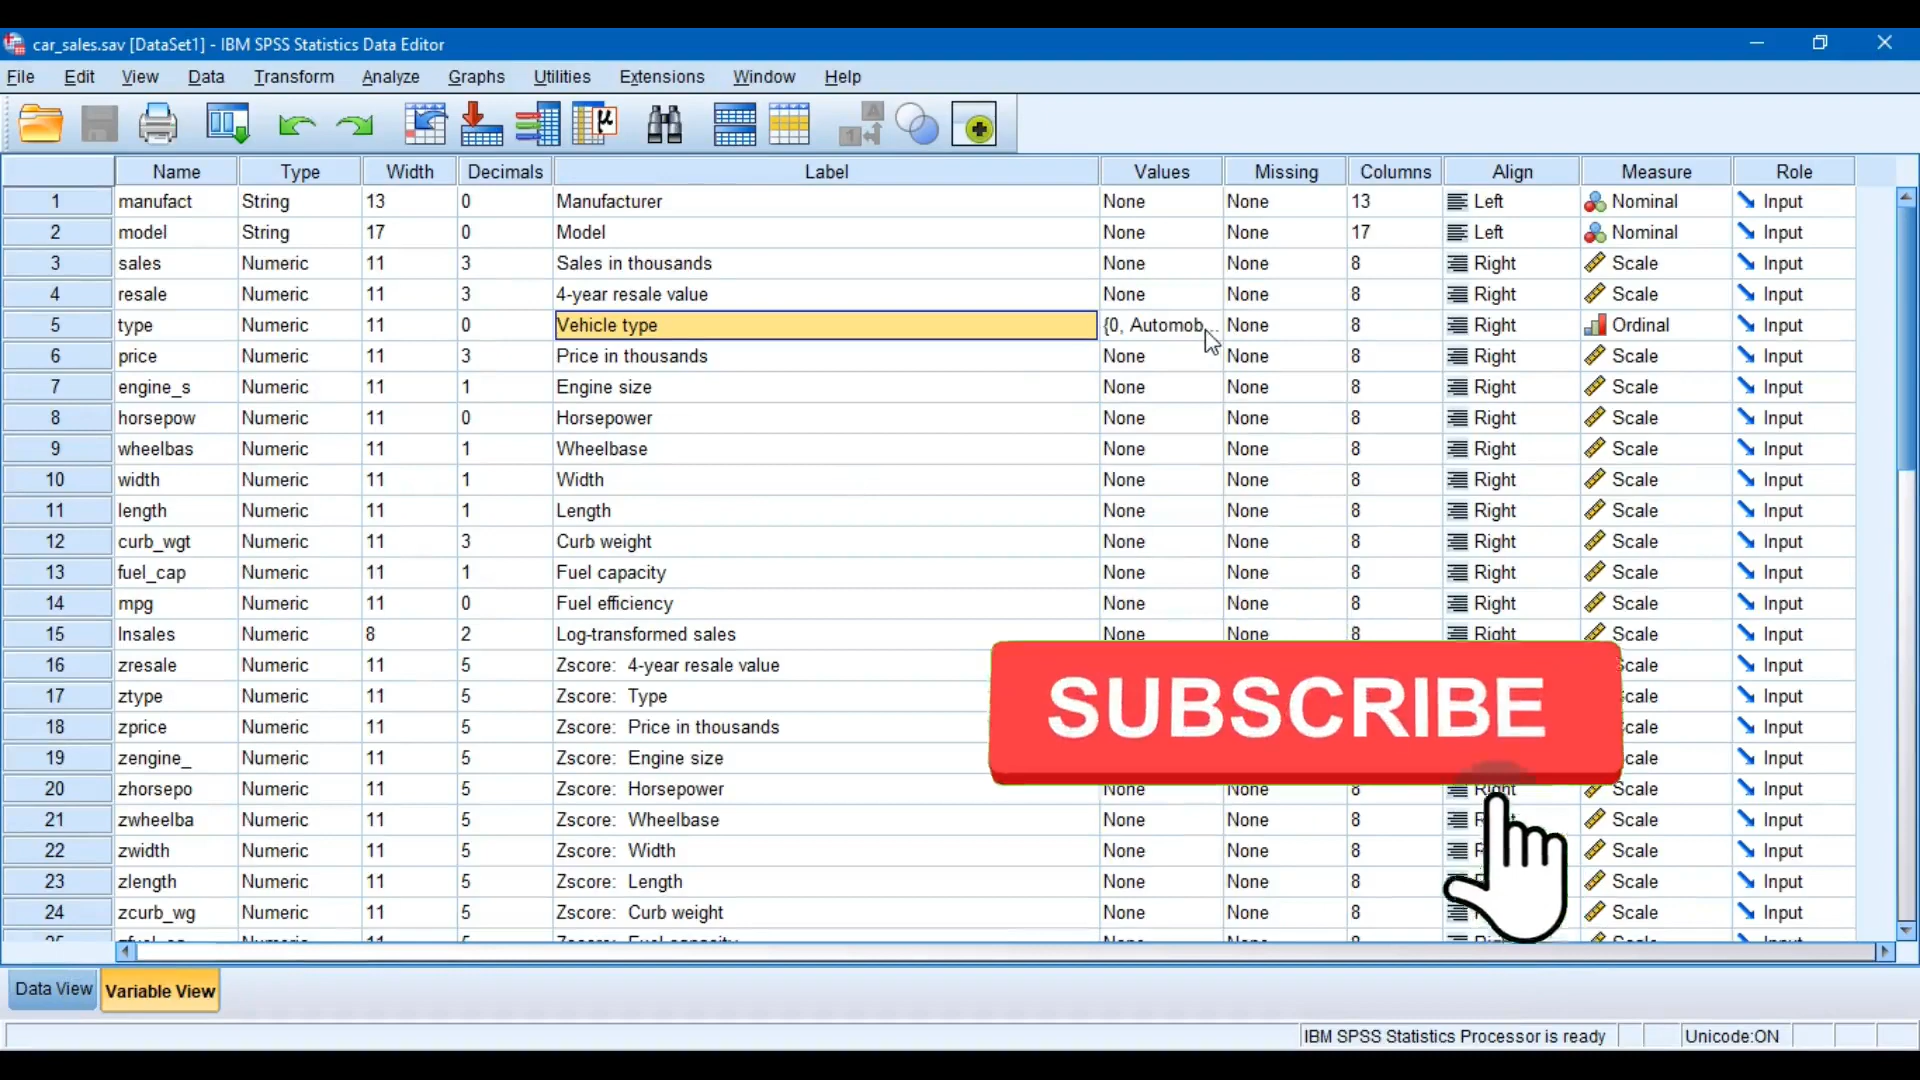 car_sales.sav [DataSet1] - IBM SPSS Statistics Data Editor
File Edit View Data Transform Analyze Graphs Utilities Extensions Window Help
Name Type Width Decimals Label Values Missing Columns Align Measure Role
1 manufact String 13 0 Manufacturer None None 13 Left Nominal Input
2 model String 17 0 Model None None 17 Left Nominal Input
3 sales Numeric 11 3 Sales in thousands None None 8 Right Scale Input
4 resale Numeric 11 3 4-year resale value None None 8 Right Scale Input
5 type Numeric 11 0 Vehicle type {0, Automob... None 8 Right Ordinal Input
6 price Numeric 11 3 Price in thousands None None 8 Right Scale Input
7 engine_s Numeric 11 1 Engine size None None 8 Right Scale Input
8 horsepow Numeric 11 0 Horsepower None None 8 Right Scale Input
9 wheelbas Numeric 11 1 Wheelbase None None 8 Right Scale Input
10 width Numeric 11 1 Width None None 8 Right Scale Input
11 length Numeric 11 1 Length None None 8 Right Scale Input
12 curb_wgt Numeric 11 3 Curb weight None None 8 Right Scale Input
13 fuel_cap Numeric 11 1 Fuel capacity None None 8 Right Scale Input
14 mpg Numeric 11 0 Fuel efficiency None None 8 Right Scale Input
15 lnsales Numeric 8 2 Log-transformed sales None None 8 Right Scale Input
16 zresale Numeric 11 5 Zscore: 4-year resale value Scale Input
17 ztype Numeric 11 5 Zscore: Type cale Input
SUBSCRIBE
18 zprice Numeric 11 5 Zscore: Price in thousands cale Input
19 zengine_ Numeric 11 5 Zscore: Engine size cale Input
20 zhorsepo Numeric 11 5 Zscore: Horsepower None None 8 Right Scale Input
21 zwheelba Numeric 11 5 Zscore: Wheelbase None None 8 Scale Input
22 zwidth Numeric 11 5 Zscore: Width None None 8 Scale Input
23 zlength Numeric 11 5 Zscore: Length None None 8 Scale Input
24 zcurb_wg Numeric 11 5 Zscore: Curb weight None None 8 Scale Input
Data View Variable View
IBM SPSS Statistics Processor is ready Unicode:ON